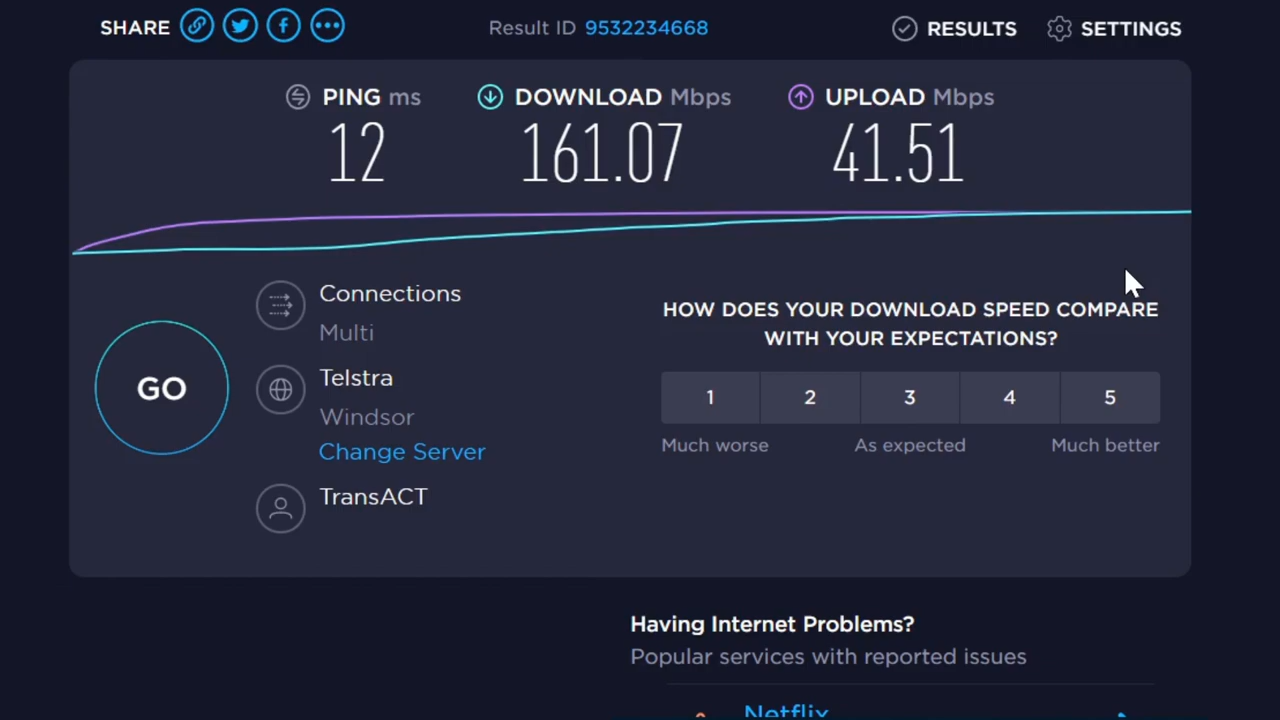 SHARE
Result ID 9532234668
RESULTS
SETTINGS
PING ms
DOWNLOAD Mbps
UPLOAD Mbps
12
161.07
41.51
Connections
Multi
Telstra
Windsor
Change Server
TransACT
GO
HOW DOES YOUR DOWNLOAD SPEED COMPARE
WITH YOUR EXPECTATIONS?
1 2 3 4 5
Much worse As expected Much better
Having Internet Problems?
Popular services with reported issues
Netflix